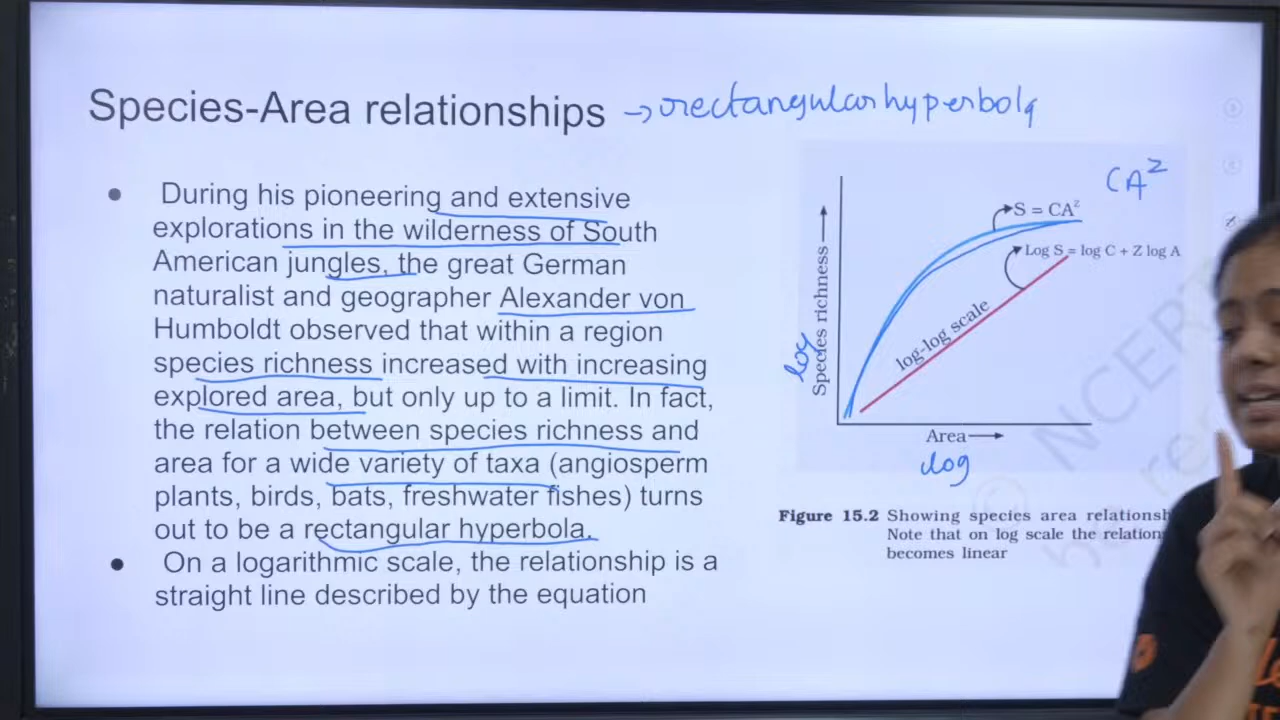 Species-Area relationships → rectangular hyperbola
During his pioneering and extensive
explorations in the wilderness of South
American jungles, the great German
naturalist and geographer Alexander von
Humboldt observed that within a region
species richness increased with increasing
explored area, but only up to a limit. In fact,
the relation between species richness and
area for a wide variety of taxa (angiosperm
plants, birds, bats, freshwater fishes) turns
out to be a rectangular hyperbola.
On a logarithmic scale, the relationship is a
straight line described by the equation
CA^Z
S = CA^Z
Log S = log C + Z log A
log-log scale
log
Species richness
Area
log
Figure 15.2 Showing species area relationsh
Note that on log scale the relation
becomes linear
© NCERT